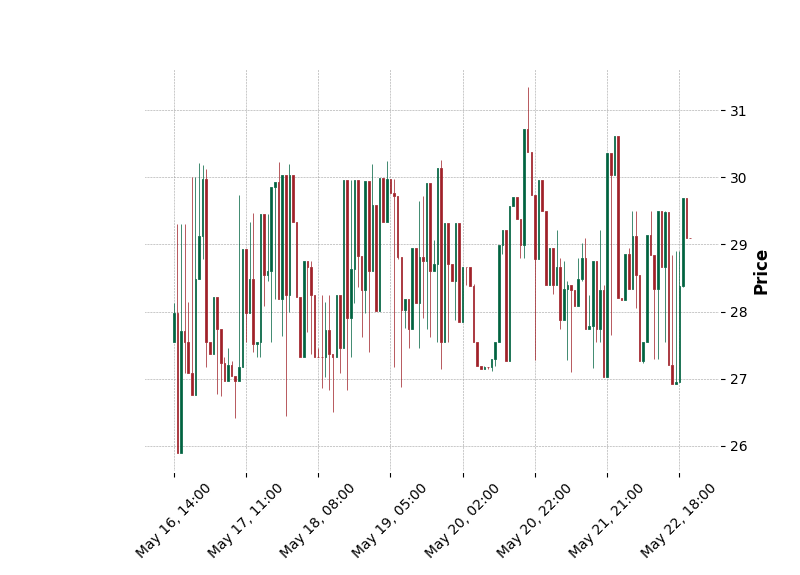 31
30
29
28
27
26
Price
May 16, 14:00
May 17, 11:00
May 18, 08:00
May 19, 05:00
May 20, 02:00
May 20, 22:00
May 21, 21:00
May 22, 18:00